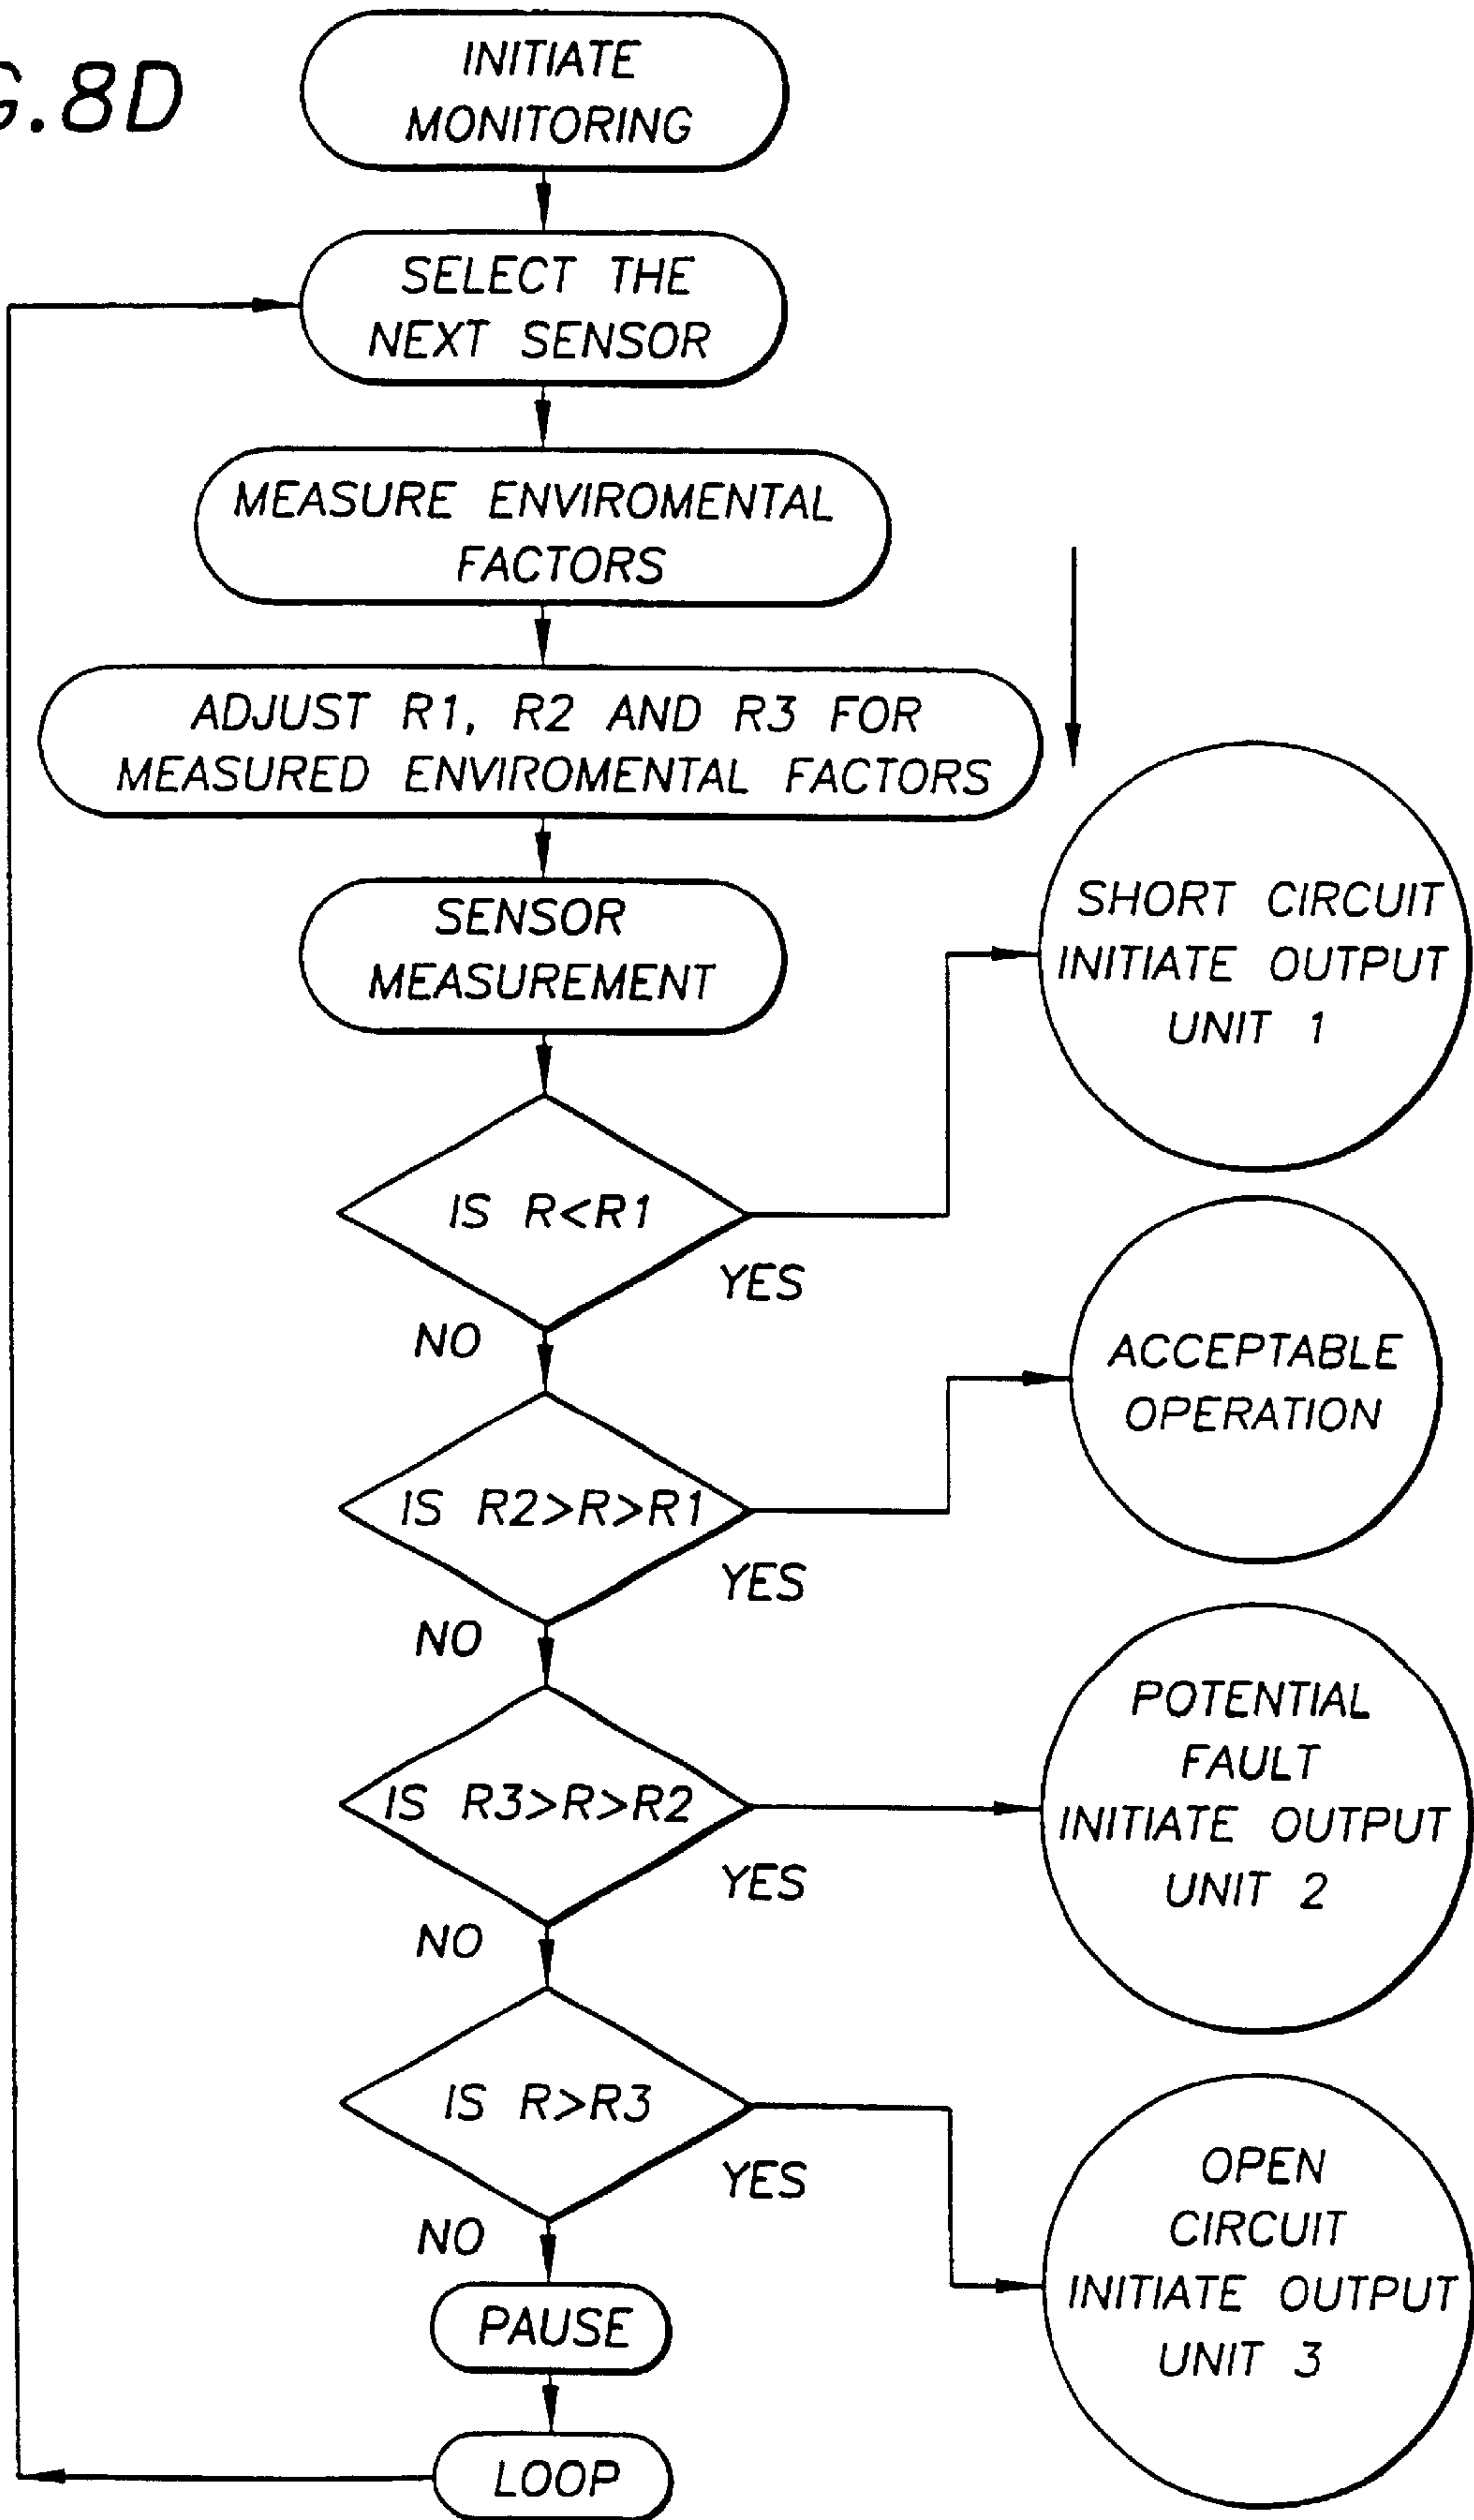 G.8D
INITIATE
MONITORING
SELECT THE
NEXT SENSOR
MEASURE ENVIROMENTAL
FACTORS
ADJUST R1, R2 AND R3 FOR
MEASURED ENVIROMENTAL FACTORS
SENSOR
MEASUREMENT
SHORT CIRCUIT
INITIATE OUTPUT
UNIT 1
IS R<R1
YES
NO
ACCEPTABLE
OPERATION
IS R2>R>R1
YES
NO
POTENTIAL
FAULT
INITIATE OUTPUT
UNIT 2
IS R3>R>R2
YES
NO
IS R>R3
YES
NO
OPEN
CIRCUIT
INITIATE OUTPUT
UNIT 3
PAUSE
LOOP